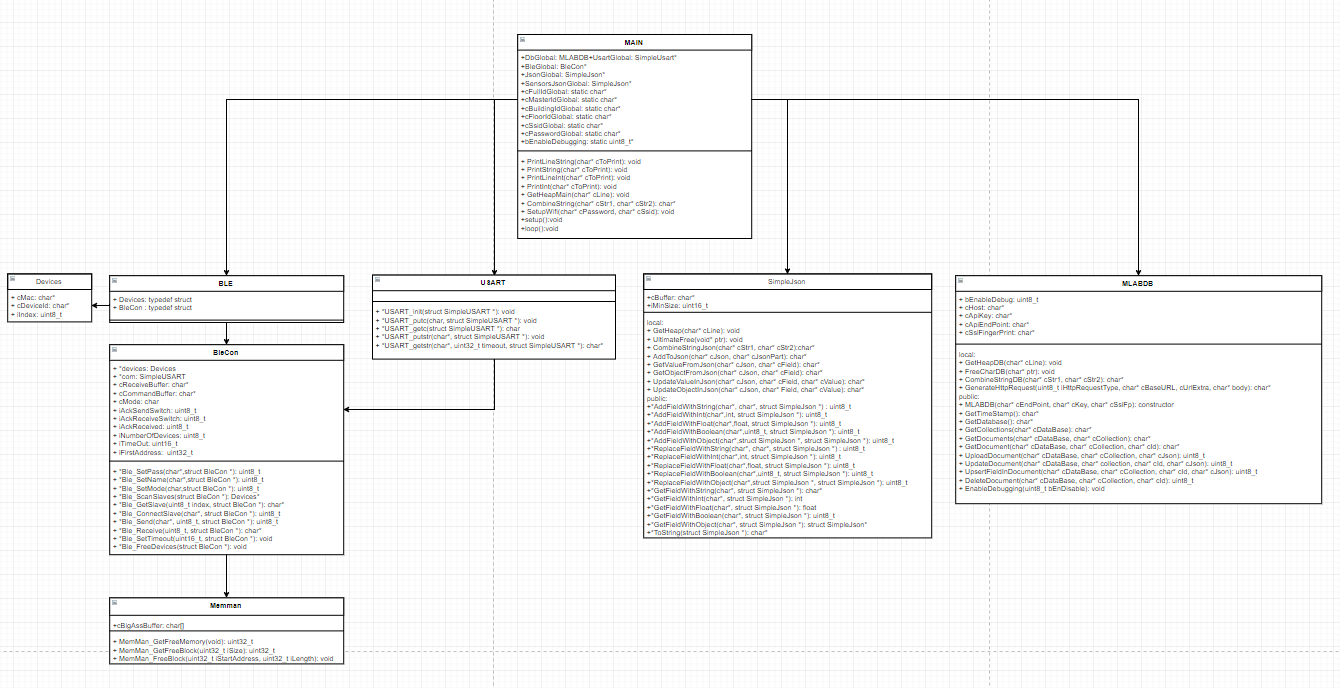 MAIN
+DbGlobal: MLABDB+UsartGlobal: SimpleUsart*
+BleGlobal: BleCon*
+JsonGlobal: SimpleJson*
+SensorsJsonGlobal: SimpleJson*
+cFullIdGlobal: static char*
+cMasterIdGlobal: static char*
+cBuildingIdGlobal: static char*
+cFloorIdGlobal: static char*
+cSsidGlobal: static char*
+cPasswordGlobal: static char*
+bEnableDebugging: static uint8_t*
+ PrintLineString(char* cToPrint): void
+ PrintString(char* cToPrint): void
+ PrintLineInt(char* cToPrint): void
+ PrintInt(char* cToPrint): void
+ GetHeapMain(char* cLine): void
+ CombineString(char* cStr1, char* cStr2): char*
+ SetupWifi(char* cPassword, char* cSsid): void
+setup():void
+loop():void
Devices
+ cMac: char*
+ cDeviceId: char*
+ iIndex: uint8_t
BLE
+ Devices: typedef struct
+ BleCon : typedef struct
BleCon
+ *devices: Devices
+ *com: SimpleUSART
+ cReceiveBuffer: char*
+ cCommandBuffer: char*
+ cMode: char
+ iAckSendSwitch: uint8_t
+ iAckReceiveSwitch: uint8_t
+ iAckReceived: uint8_t
+ iNumberOfDevices: uint8_t
+ iTimeOut: uint16_t
+ iFirstAddress: uint32_t
+ *Ble_SetPass(char*,struct BleCon *): uint8_t
+ *Ble_SetName(char*,struct BleCon *): uint8_t
+ *Ble_SetMode(char,struct BleCon *): uint8_t
+ *Ble_ScanSlaves(struct BleCon *): Devices*
+ *Ble_GetSlave(uint8_t index, struct BleCon *): char*
+ *Ble_ConnectSlave(char*, struct BleCon *): uint8_t
+ *Ble_Send(char*, uint8_t, struct BleCon *): uint8_t
+ *Ble_Receive(uint8_t, struct BleCon *): char*
+ *Ble_SetTimeout(uint16_t, struct BleCon *): void
+ *Ble_FreeDevices(struct BleCon *): void
Memman
+cBigAssBuffer: char[]
+ MemMan_GetFreeMemory(void): uint32_t
+ MemMan_GetFreeBlock(uint32_t iSize): uint32_t
+ MemMan_FreeBlock(uint32_t iStartAddress, uint32_t iLength): void
USART
+ *USART_init(struct SimpleUSART *): void
+ *USART_putc(char, struct SimpleUSART *): void
+ *USART_getc(struct SimpleUSART *): char
+ *USART_putstr(char*, struct SimpleUSART *): void
+ *USART_getstr(char*, uint32_t timeout, struct SimpleUSART *): char*
SimpleJson
+cBuffer: char*
+iMinSize: uint16_t
local:
+ GetHeap(char* cLine): void
+ UltimateFree(void* ptr): void
+ CombineStringJson(char* cStr1, char* cStr2):char*
+ AddToJson(char* cJson, char* cJsonPart): char*
+ GetValueFromJson(char* cJson, char* cField): char*
+ GetObjectFromJson(char* cJson, char* cField): char*
+ UpdateValueInJson(char* cJson, char* cField, char* cValue): char*
+ UpdateObjectInJson(char* cJson, char* Field, char* cValue): char*
public:
+*AddFieldWithString(char*, char*, struct SimpleJson *) : uint8_t
+*AddFieldWithInt(char*,int, struct SimpleJson *): uint8_t
+*AddFieldWithFloat(char*,float, struct SimpleJson *): uint8_t
+*AddFieldWithBoolean(char*,uint8_t, struct SimpleJson *): uint8_t
+*AddFieldWithObject(char*,struct SimpleJson *, struct SimpleJson *): uint8_t
+*ReplaceFieldWithString(char*, char*, struct SimpleJson *): uint8_t
+*ReplaceFieldWithInt(char*,int, struct SimpleJson *): uint8_t
+*ReplaceFieldWithFloat(char*,float, struct SimpleJson *): uint8_t
+*ReplaceFieldWithBoolean(char*,uint8_t, struct SimpleJson *): uint8_t
+*ReplaceFieldWithObject(char*,struct SimpleJson *, struct SimpleJson *): uint8_t
+*GetFieldWithString(char*, struct SimpleJson *): char*
+*GetFieldWithInt(char*, struct SimpleJson *): int
+*GetFieldWithFloat(char*, struct SimpleJson *): float
+*GetFieldWithBoolean(char*, struct SimpleJson *): uint8_t
+*GetFieldWithObject(char*, struct SimpleJson *): struct SimpleJson*
+*ToString(struct SimpleJson *): char*
MLABDB
+ bEnableDebug: uint8_t
+ cHost: char*
+ cApiKey: char*
+ cApiEndPoint: char*
+ cSslFingerPrint: char*
local:
+ GetHeapDB(char* cLine): void
+ FreeCharDB(char* ptr): void
+ CombineStringDB(char* cStr1, char* cStr2): char*
+ GenerateHttpRequest(uint8_t iHttpRequestType, char* cBaseURL, cUrlExtra, char* body): char*
public:
+ MLABDB(char* cEndPoint, char* cKey, char* cSslFp): constructor
+ GetTimeStamp(): char*
+ GetDatabase(): char*
+ GetCollections(char* cDataBase): char*
+ GetDocuments(char* cDataBase, char* cCollection): char*
+ GetDocument(char* cDataBase, char* cCollection, char* cId): char*
+ UploadDocument(char* cDataBase, char* cCollection, char* cJson): uint8_t
+ UpdateDocument(char* cDataBase, char* collection, char* cId, char* cJson): uint8_t
+ UpsertFieldInDocument(char* cDataBase, char* cCollection, char* cId, char* cJson): uint8_t
+ DeleteDocument(char* cDataBase, char* cCollection, char* cId): uint8_t
+ EnableDebugging(uint8_t bEnDisable): void